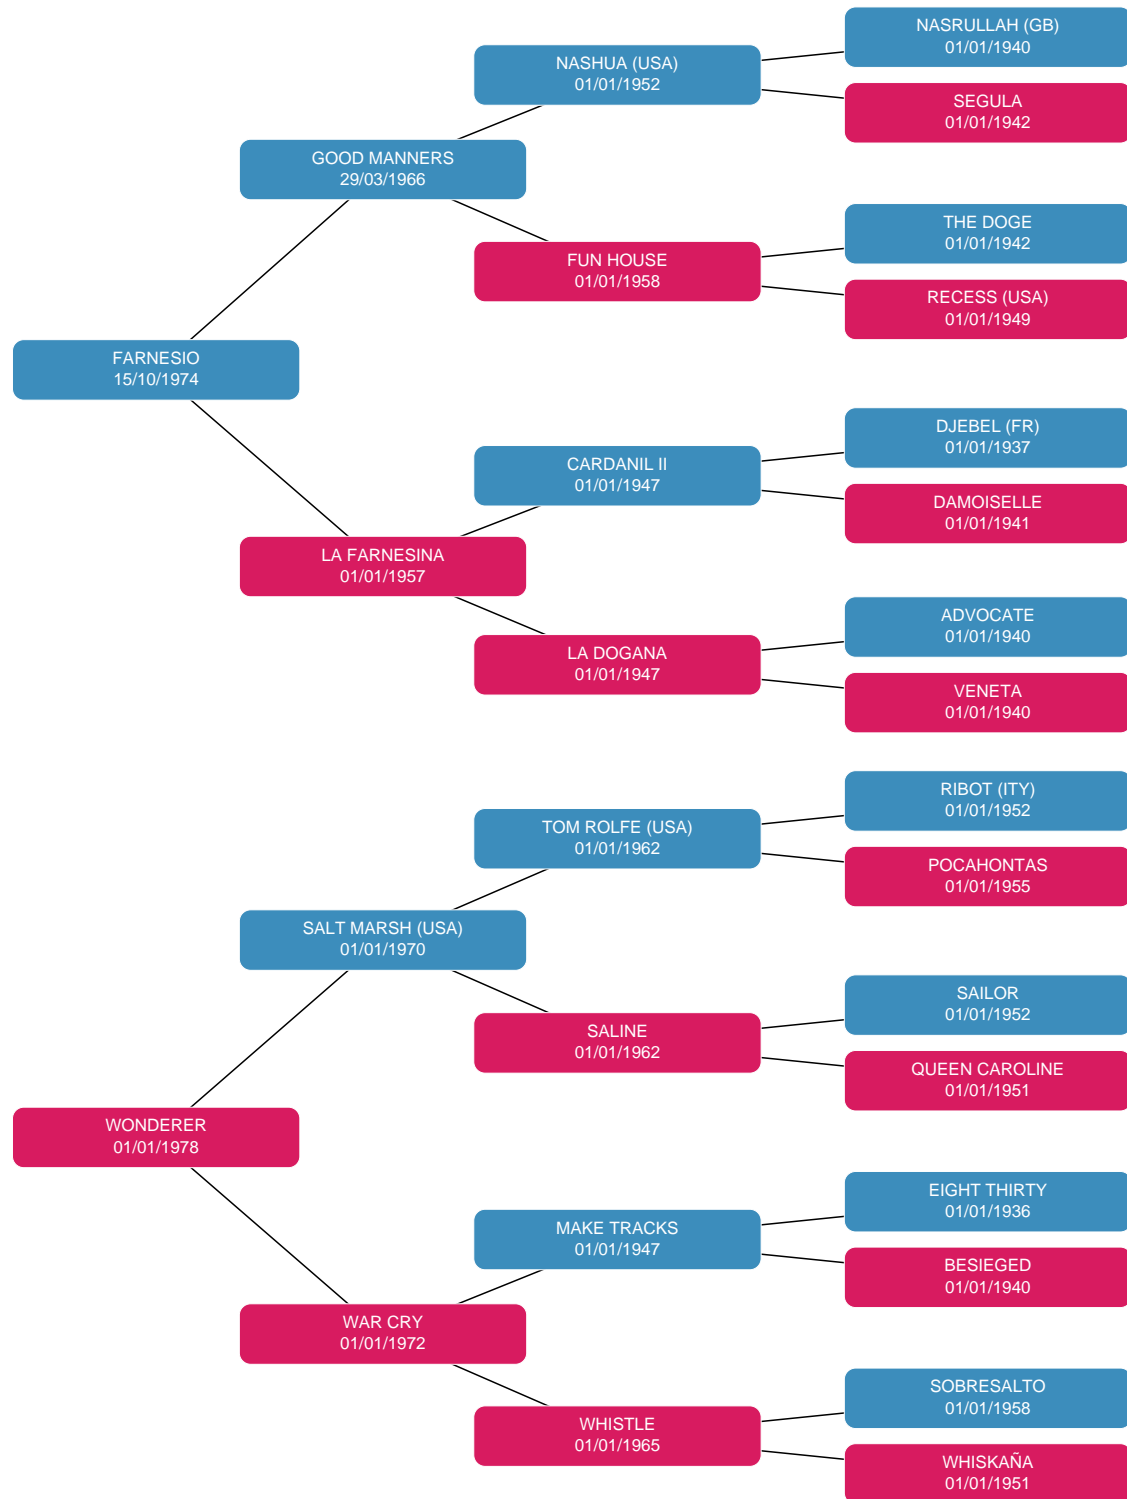 NASRULLAH (GB)
01/01/1940
NASHUA (USA)
01/01/1952
SEGULA
01/01/1942
GOOD MANNERS
29/03/1966
THE DOGE
01/01/1942
FUN HOUSE
01/01/1958
RECESS (USA)
01/01/1949
FARNESIO
15/10/1974
DJEBEL (FR)
01/01/1937
CARDANIL II
01/01/1947
DAMOISELLE
01/01/1941
LA FARNESINA
01/01/1957
ADVOCATE
01/01/1940
LA DOGANA
01/01/1947
VENETA
01/01/1940
RIBOT (ITY)
01/01/1952
TOM ROLFE (USA)
01/01/1962
POCAHONTAS
01/01/1955
SALT MARSH (USA)
01/01/1970
SAILOR
01/01/1952
SALINE
01/01/1962
QUEEN CAROLINE
01/01/1951
WONDERER
01/01/1978
EIGHT THIRTY
01/01/1936
MAKE TRACKS
01/01/1947
BESIEGED
01/01/1940
WAR CRY
01/01/1972
SOBRESALTO
01/01/1958
WHISTLE
01/01/1965
WHISKAÑA
01/01/1951